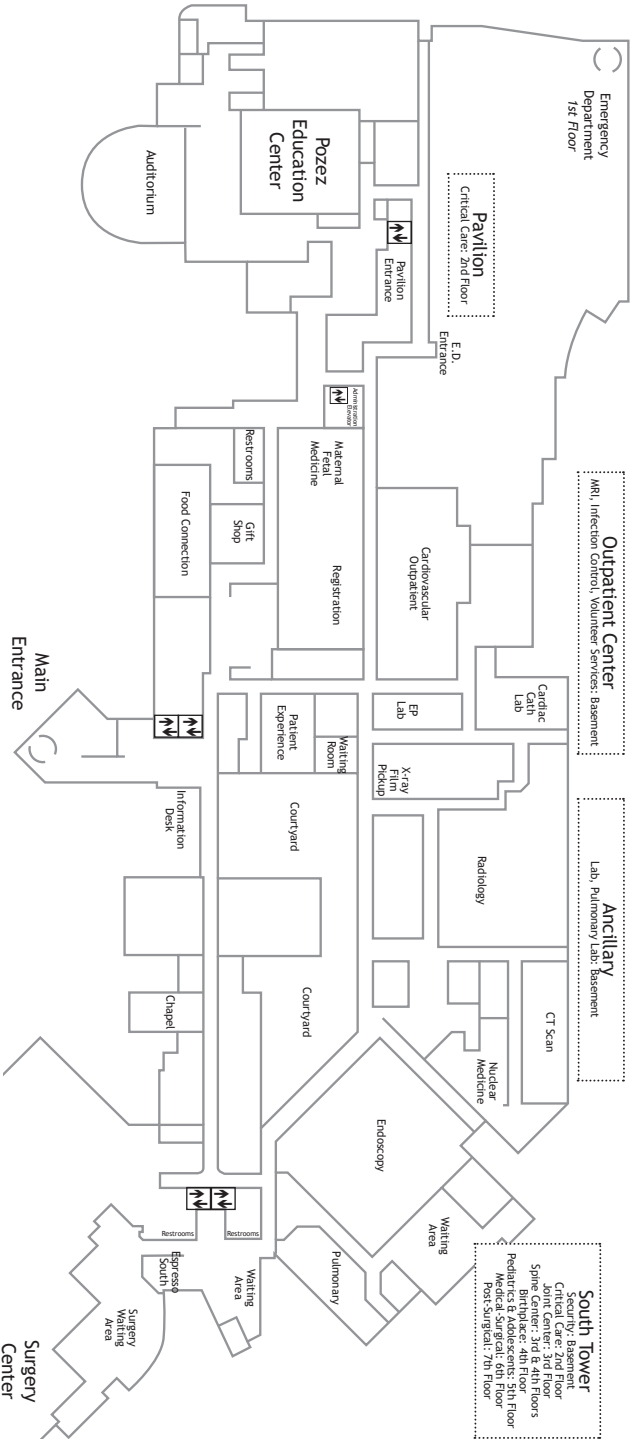 Emergency
Department
1st Floor
Pavilion
Critical Care: 2nd Floor
Outpatient Center
MRI, Infection Control, Volunteer Services: Basement
Ancillary
Lab, Pulmonary Lab: Basement
South Tower
Security: Basement
Critical Care: 2nd Floor
Joint Center: 3rd Floor
Spine Center: 3rd & 4th Floors
Birthplace: 4th Floor
Pediatrics & Adolescents: 5th Floor
Medical-Surgical: 6th Floor
Post-Surgical: 7th Floor
E.D.
Entrance
Pavilion
Entrance
Pozez
Education
Center
Auditorium
Administration
Elevator
Maternal
Fetal
Medicine
Registration
Cardiovascular
Outpatient
Cardiac
Cath
Lab
EP
Lab
X-ray
Film
Pickup
Radiology
CT Scan
Nuclear
Medicine
Restrooms
Gift
Shop
Food Connection
Patient
Experience
Waiting
Room
Courtyard
Courtyard
Endoscopy
Waiting
Area
Pulmonary
Waiting
Area
Main
Entrance
Information
Desk
Chapel
Restrooms
Restrooms
Espresso
South
Surgery
Waiting
Area
Surgery
Center